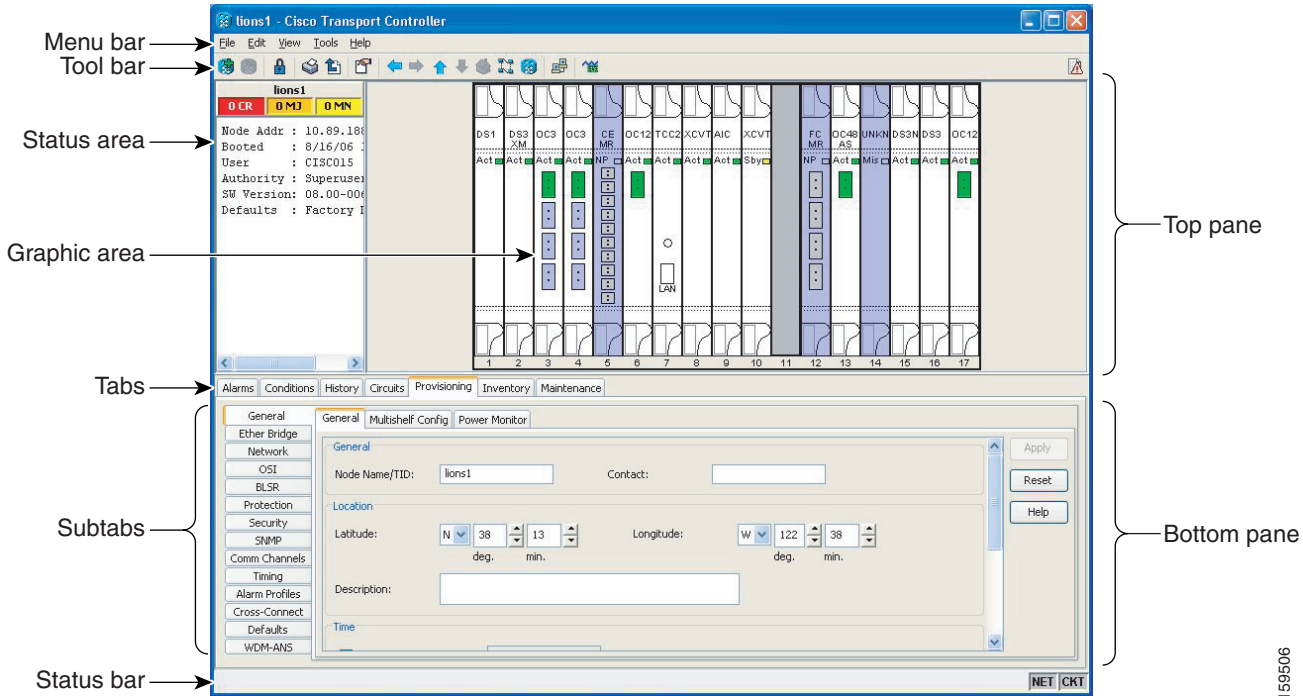 lions1 - Cisco Transport Controller
Menu bar
File Edit View Tools Help
Tool bar
lions1
0 CR 0 MJ 0 MN
Status area
Node Addr : 10.89.188
Booted : 8/16/06
User : CISCO15
Authority : Superuser
SW Version: 08.00-006
Defaults : Factory
DS1 DS3 XM OC3 OC3 CE MR OC12 TCC2 XCVT AIC XCVT FC MR OC48 AS UNKN DS3N DS3 OC12
Act Act Act Act NP Act Act Act Act Sby NP Act Mis Act Act Act
Graphic area
LAN
Top pane
1 2 3 4 5 6 7 8 9 10 11 12 13 14 15 16 17
Tabs
Alarms Conditions History Circuits Provisioning Inventory Maintenance
Subtabs
General
Ether Bridge
Network
OSI
BLSR
Protection
Security
SNMP
Comm Channels
Timing
Alarm Profiles
Cross-Connect
Defaults
WDM-ANS
General Multishelf Config Power Monitor
General
Node Name/TID: lions1 Contact:
Location
Latitude: N 38 13 Longitude: W 122 38
deg. min. deg. min.
Description:
Time
Apply
Reset
Help
Bottom pane
Status bar
NET CKT
159506